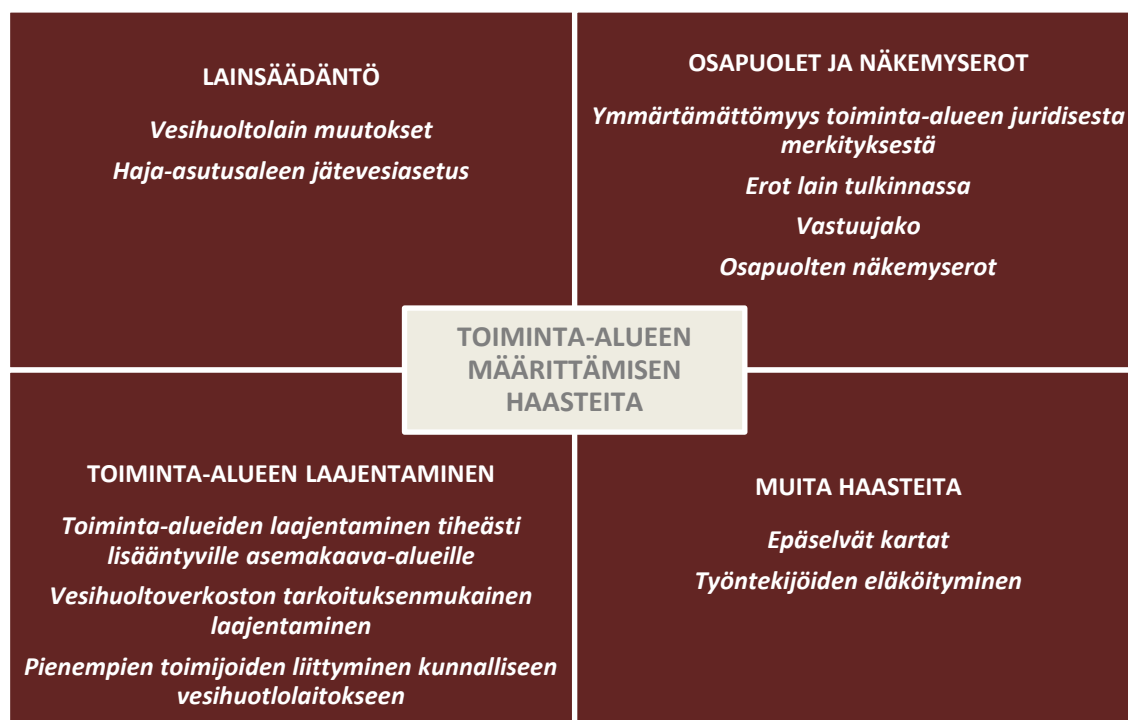 LAINSÄÄDÄNTÖ
Vesihuoltolain muutokset
Haja-asutusaleen jätevesiasetus
OSAPUOLET JA NÄKEMYSEROT
Ymmärtämättömyys toiminta-alueen juridisesta
merkityksestä
Erot lain tulkinnassa
Vastuujako
Osapuolten näkemyserot
TOIMINTA-ALUEEN
MÄÄRITTÄMISEN
HAASTEITA
TOIMINTA-ALUEEN LAAJENTAMINEN
Toiminta-alueiden laajentaminen tiheästi
lisääntyville asemakaava-alueille
Vesihuoltoverkoston tarkoituksenmukainen
laajentaminen
Pienempien toimijoiden liittyminen kunnalliseen
vesihuotlolaitokseen
MUITA HAASTEITA
Epäselvät kartat
Työntekijöiden eläköityminen